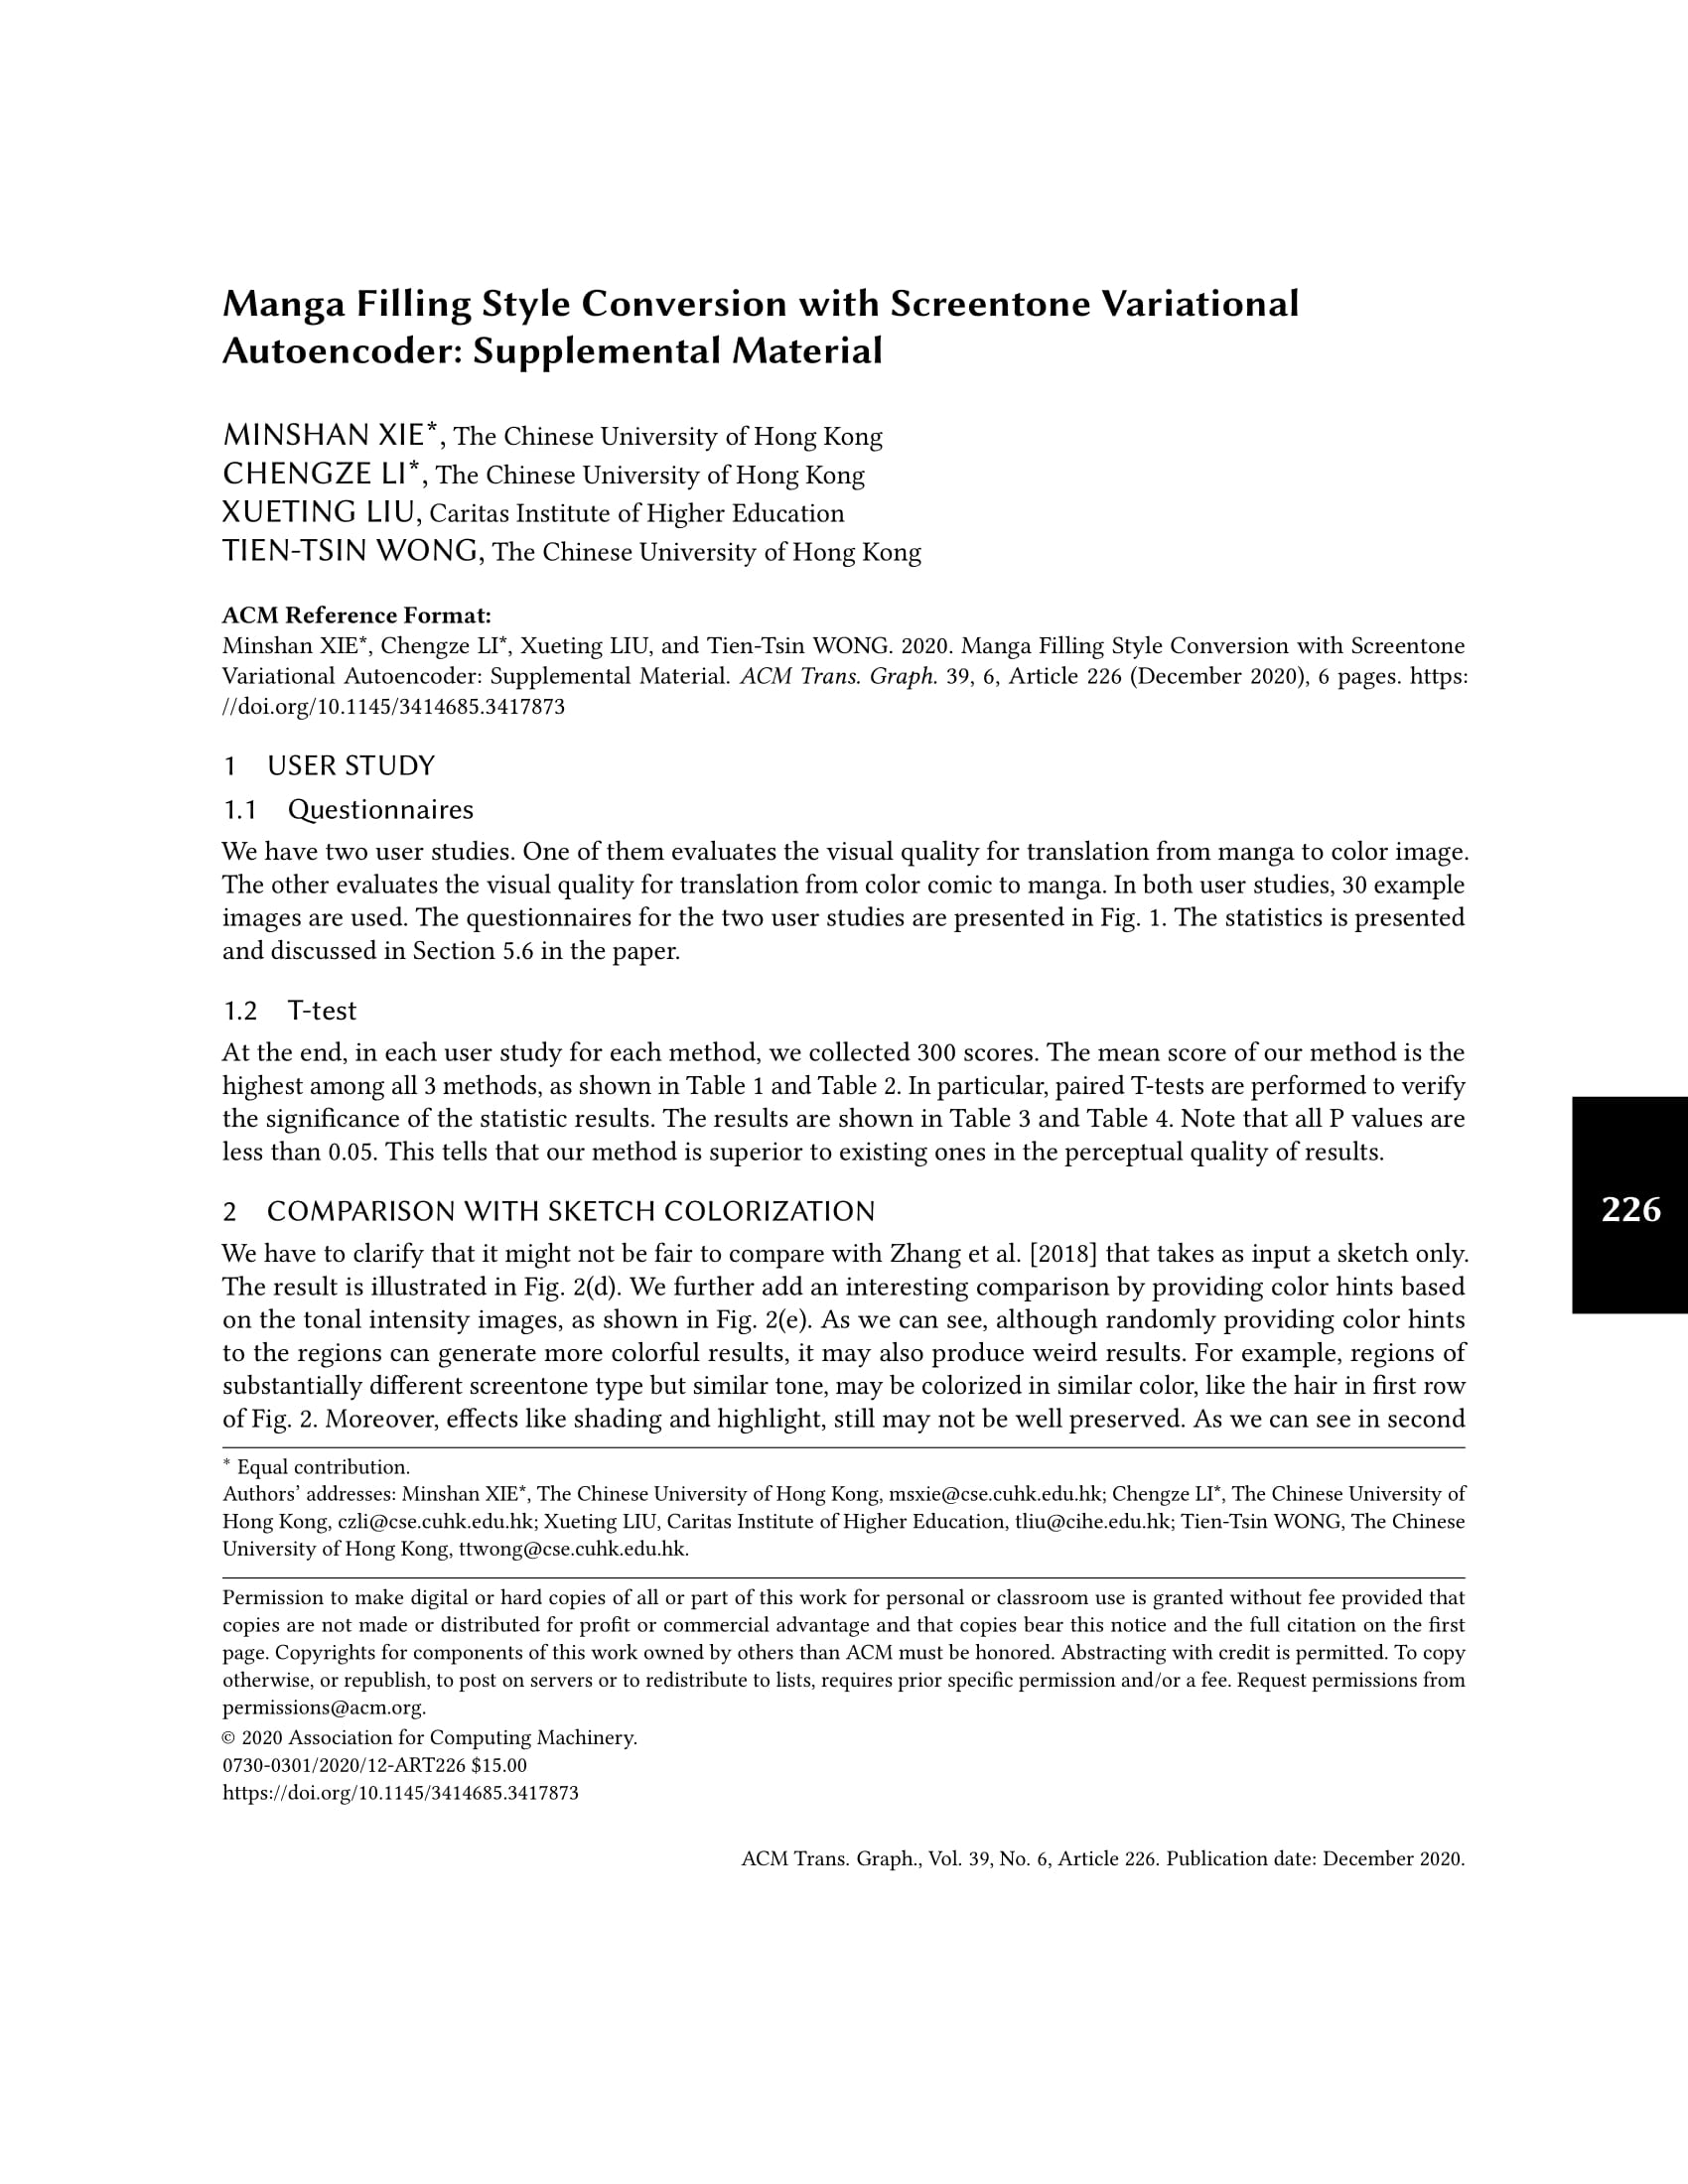 Manga Filling Style Conversion with Screentone Variational
Autoencoder: Supplemental Material
MINSHAN XIE*, The Chinese University of Hong Kong
CHENGZE LI*, The Chinese University of Hong Kong
XUETING LIU, Caritas Institute of Higher Education
TIEN-TSIN WONG, The Chinese University of Hong Kong
ACM Reference Format:
Minshan XIE*, Chengze LI*, Xueting LIU, and Tien-Tsin WONG. 2020. Manga Filling Style Conversion with Screentone
Variational Autoencoder: Supplemental Material. ACM Trans. Graph. 39, 6, Article 226 (December 2020), 6 pages. https:
//doi.org/10.1145/3414685.3417873
1 USER STUDY
1.1 Questionnaires
We have two user studies. One of them evaluates the visual quality for translation from manga to color image.
The other evaluates the visual quality for translation from color comic to manga. In both user studies, 30 example
images are used. The questionnaires for the two user studies are presented in Fig. 1. The statistics is presented
and discussed in Section 5.6 in the paper.
1.2 T-test
At the end, in each user study for each method, we collected 300 scores. The mean score of our method is the
highest among all 3 methods, as shown in Table 1 and Table 2. In particular, paired T-tests are performed to verify
the significance of the statistic results. The results are shown in Table 3 and Table 4. Note that all P values are
less than 0.05. This tells that our method is superior to existing ones in the perceptual quality of results.
2 COMPARISON WITH SKETCH COLORIZATION
We have to clarify that it might not be fair to compare with Zhang et al. [2018] that takes as input a sketch only.
The result is illustrated in Fig. 2(d). We further add an interesting comparison by providing color hints based
on the tonal intensity images, as shown in Fig. 2(e). As we can see, although randomly providing color hints
to the regions can generate more colorful results, it may also produce weird results. For example, regions of
substantially different screentone type but similar tone, may be colorized in similar color, like the hair in first row
of Fig. 2. Moreover, effects like shading and highlight, still may not be well preserved. As we can see in second
* Equal contribution.
Authors' addresses: Minshan XIE*, The Chinese University of Hong Kong, msxie@cse.cuhk.edu.hk; Chengze LI*, The Chinese University of
Hong Kong, czli@cse.cuhk.edu.hk; Xueting LIU, Caritas Institute of Higher Education, tliu@cihe.edu.hk; Tien-Tsin WONG, The Chinese
University of Hong Kong, ttwong@cse.cuhk.edu.hk.
Permission to make digital or hard copies of all or part of this work for personal or classroom use is granted without fee provided that
copies are not made or distributed for profit or commercial advantage and that copies bear this notice and the full citation on the first
page. Copyrights for components of this work owned by others than ACM must be honored. Abstracting with credit is permitted. To copy
otherwise, or republish, to post on servers or to redistribute to lists, requires prior specific permission and/or a fee. Request permissions from
permissions@acm.org.
© 2020 Association for Computing Machinery.
0730-0301/2020/12-ART226 $15.00
https://doi.org/10.1145/3414685.3417873
ACM Trans. Graph., Vol. 39, No. 6, Article 226. Publication date: December 2020.
226